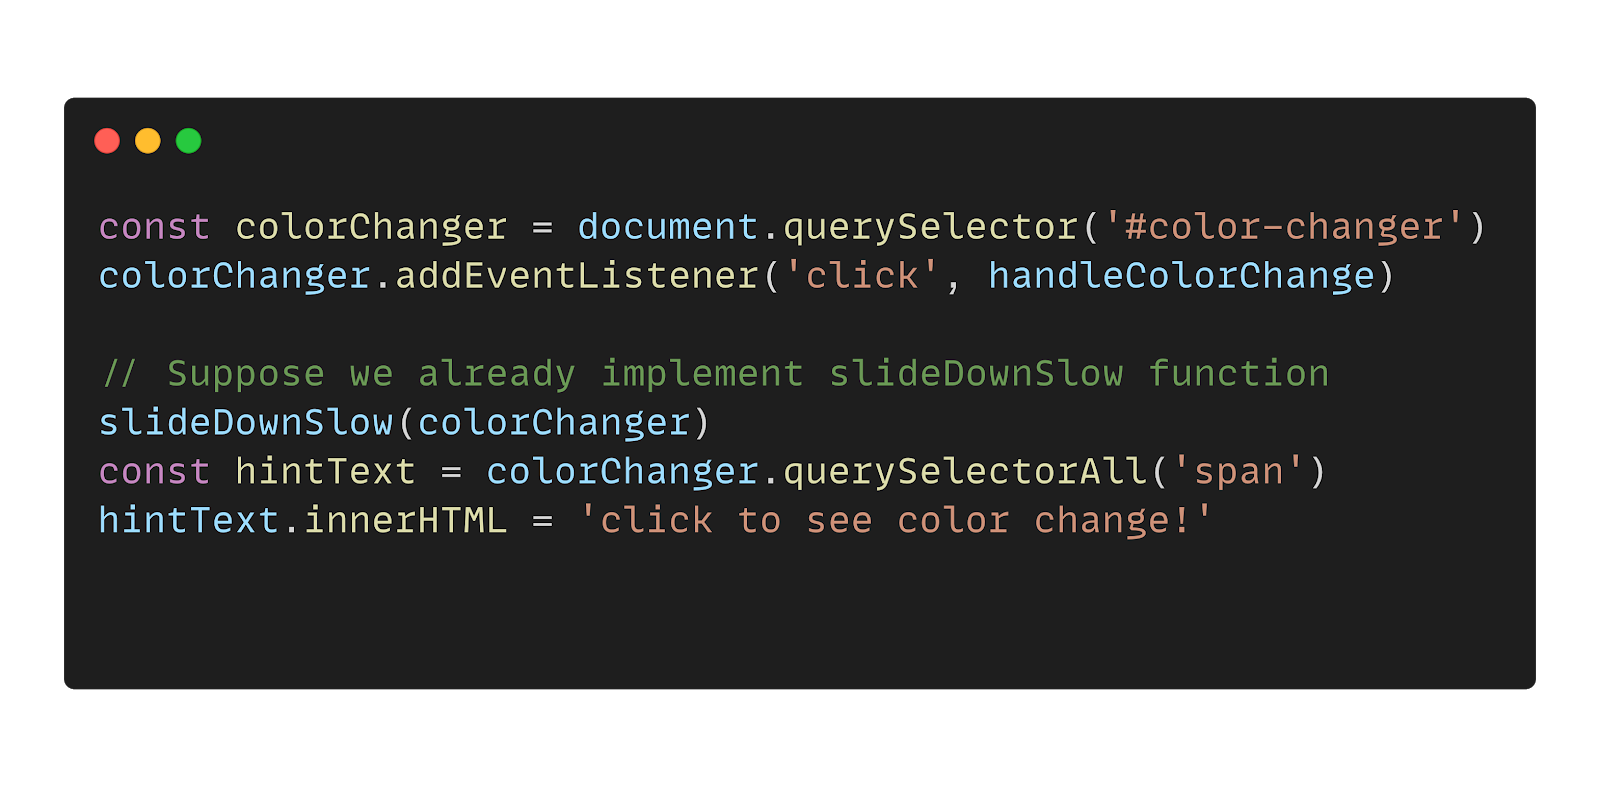 const colorChanger = document.querySelector('#color-changer')
colorChanger.addEventListener('click', handleColorChange)
// Suppose we already implement slideDownSlow function
slideDownSlow(colorChanger)
const hintText = colorChanger.querySelectorAll('span')
hintText.innerHTML = 'click to see color change!'